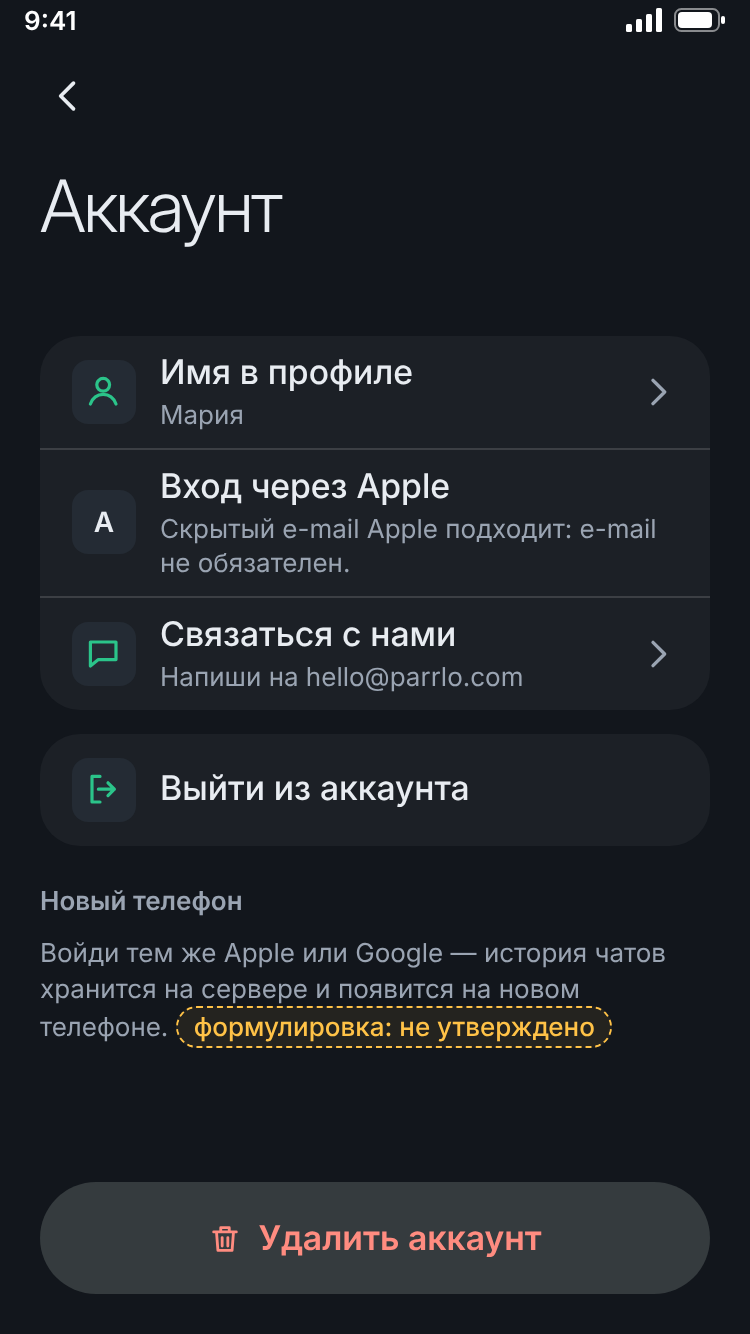 9:41
Аккаунт
Имя в профиле
Мария
A
Вход через Apple
Скрытый e-mail Apple подходит: e-mail
не обязателен.
Связаться с нами
Напиши на hello@parrlo.com
Выйти из аккаунта
Новый телефон
Войди тем же Apple или Google — история чатов
хранится на сервере и появится на новом
телефоне. формулировка: не утверждено
Удалить аккаунт